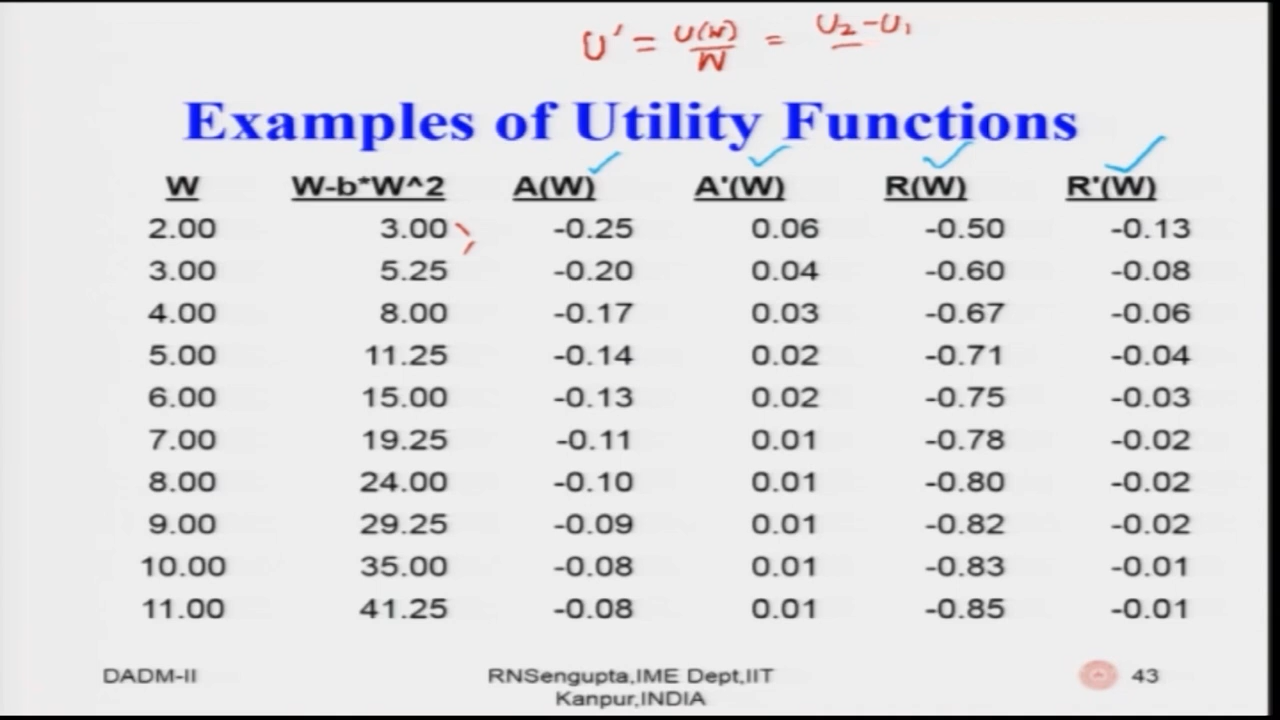 U' = U(W)/W = U2 - U1
Examples of Utility Functions
W W-b*W^2 A(W) A'(W) R(W) R'(W)
2.00 3.00 -0.25 0.06 -0.50 -0.13
3.00 5.25 -0.20 0.04 -0.60 -0.08
4.00 8.00 -0.17 0.03 -0.67 -0.06
5.00 11.25 -0.14 0.02 -0.71 -0.04
6.00 15.00 -0.13 0.02 -0.75 -0.03
7.00 19.25 -0.11 0.01 -0.78 -0.02
8.00 24.00 -0.10 0.01 -0.80 -0.02
9.00 29.25 -0.09 0.01 -0.82 -0.02
10.00 35.00 -0.08 0.01 -0.83 -0.01
11.00 41.25 -0.08 0.01 -0.85 -0.01
DADM-II RNSengupta,IME Dept,IIT 43
Kanpur,INDIA